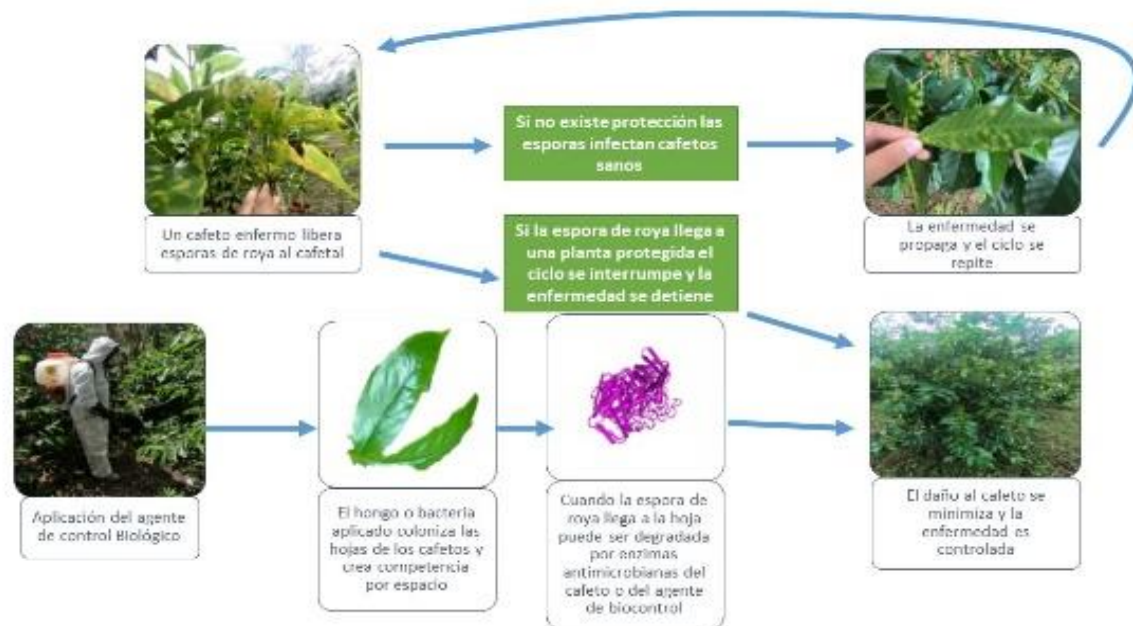 Si no existe protección las
esporas infectan cafetos
sanos
Un cafeto enfermo libera
esporas de roya al cafetal
Si la espora de roya llega a
una planta protegida el
ciclo se interrumpe y la
enfermedad se detiene
La enfermedad se
propaga y el ciclo se
repite
Aplicación del agente
de control Biológico
El hongo o bacteria
aplicado coloniza las
hojas de los cafetos y
crea competencia
por espacio
Cuando la espora de
roya llega a la hoja
puede ser degradada
por enzimas
antimicrobianas del
cafeto o del agente
de biocontrol
El daño al cafeto se
minimiza y la
enfermedad es
controlada